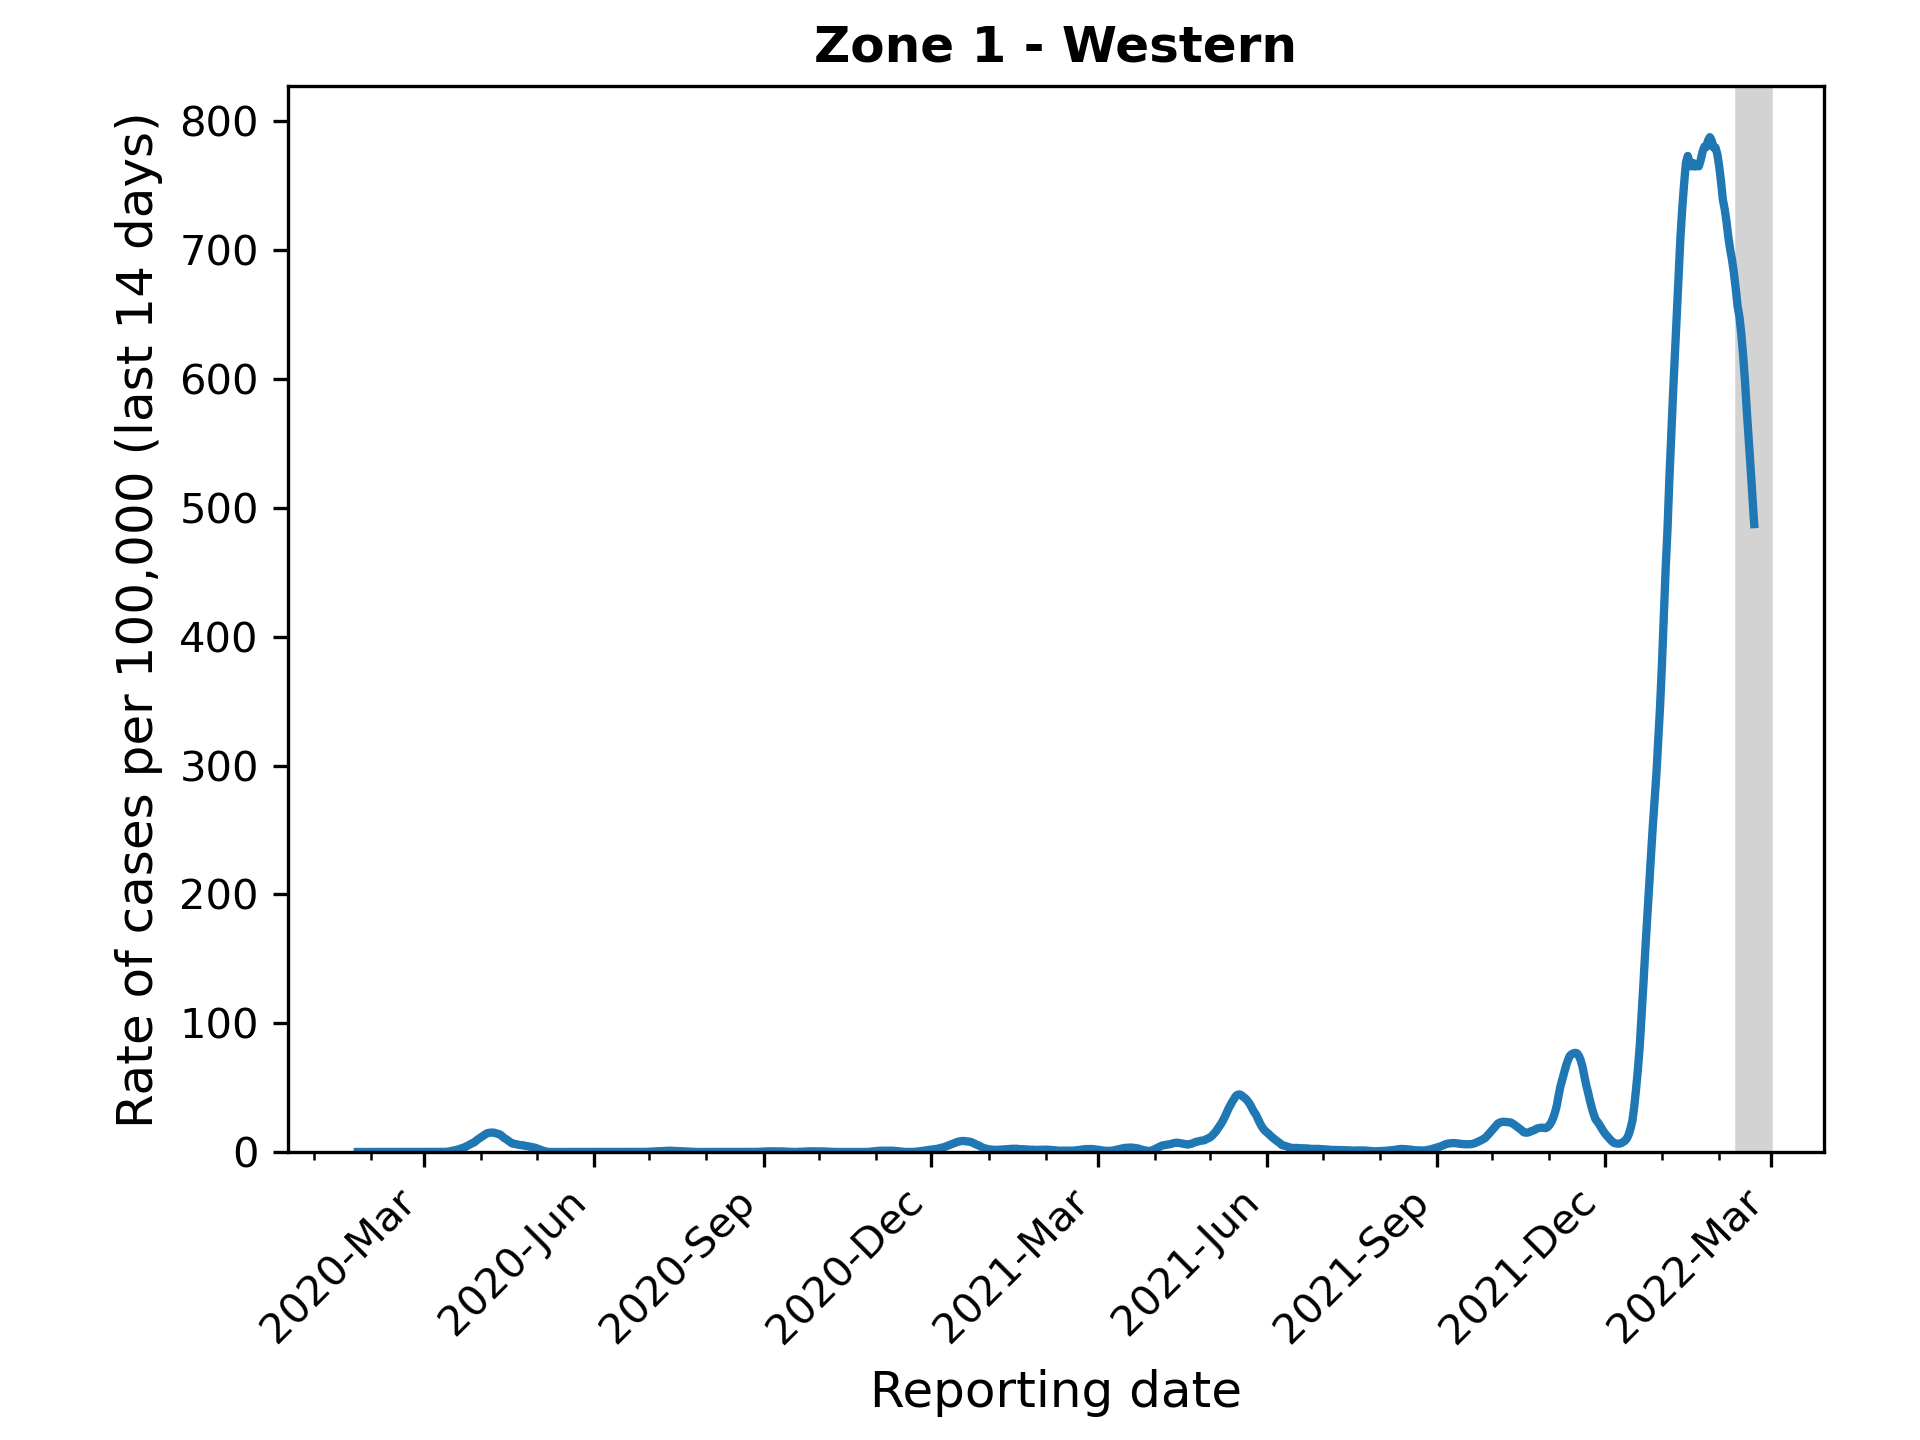 Zone 1 - Western
Rate of cases per 100,000 (last 14 days)
800
700
600
500
400
300
200
100
0
2020-Mar
2020-Jun
2020-Sep
2020-Dec
2021-Mar
2021-Jun
2021-Sep
2021-Dec
2022-Mar
Reporting date